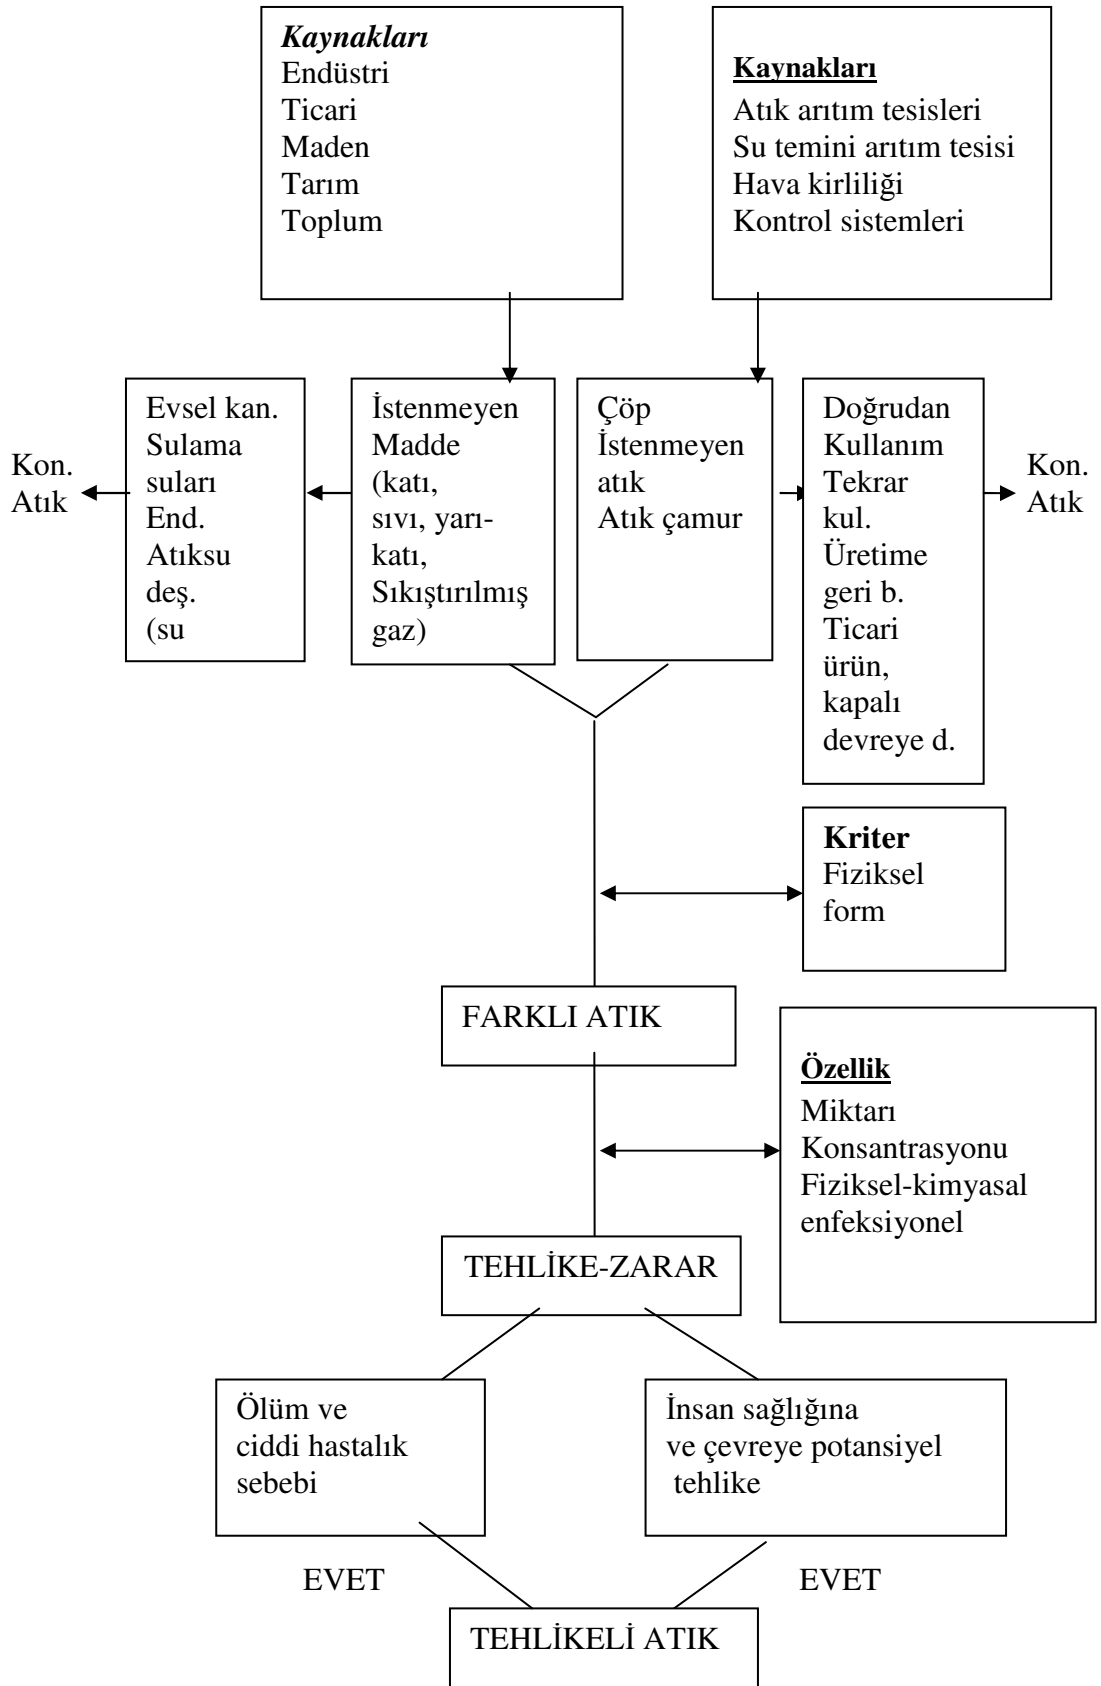 Kaynakları
Endüstri
Ticari
Maden
Tarım
Toplum
Kaynakları
Atık arıtım tesisleri
Su temini arıtım tesisi
Hava kirliliği
Kontrol sistemleri
Kon.
Atık
Evsel kan.
Sulama
suları
End.
Atıksu
deş.
(su
İstenmeyen
Madde
(katı,
sıvı, yarı-
katı,
Sıkıştırılmış
gaz)
Çöp
İstenmeyen
atık
Atık çamur
Doğrudan
Kullanım
Tekrar
kul.
Üretime
geri b.
Ticari
ürün,
kapalı
devreye d.
Kon.
Atık
Kriter
Fiziksel
form
FARKLI ATIK
Özellik
Miktarı
Konsantrasyonu
Fiziksel-kimyasal
enfeksiyonel
TEHLİKE-ZARAR
Ölüm ve
ciddi hastalık
sebebi
İnsan sağlığına
ve çevreye potansiyel
tehlike
EVET
EVET
TEHLİKELİ ATIK